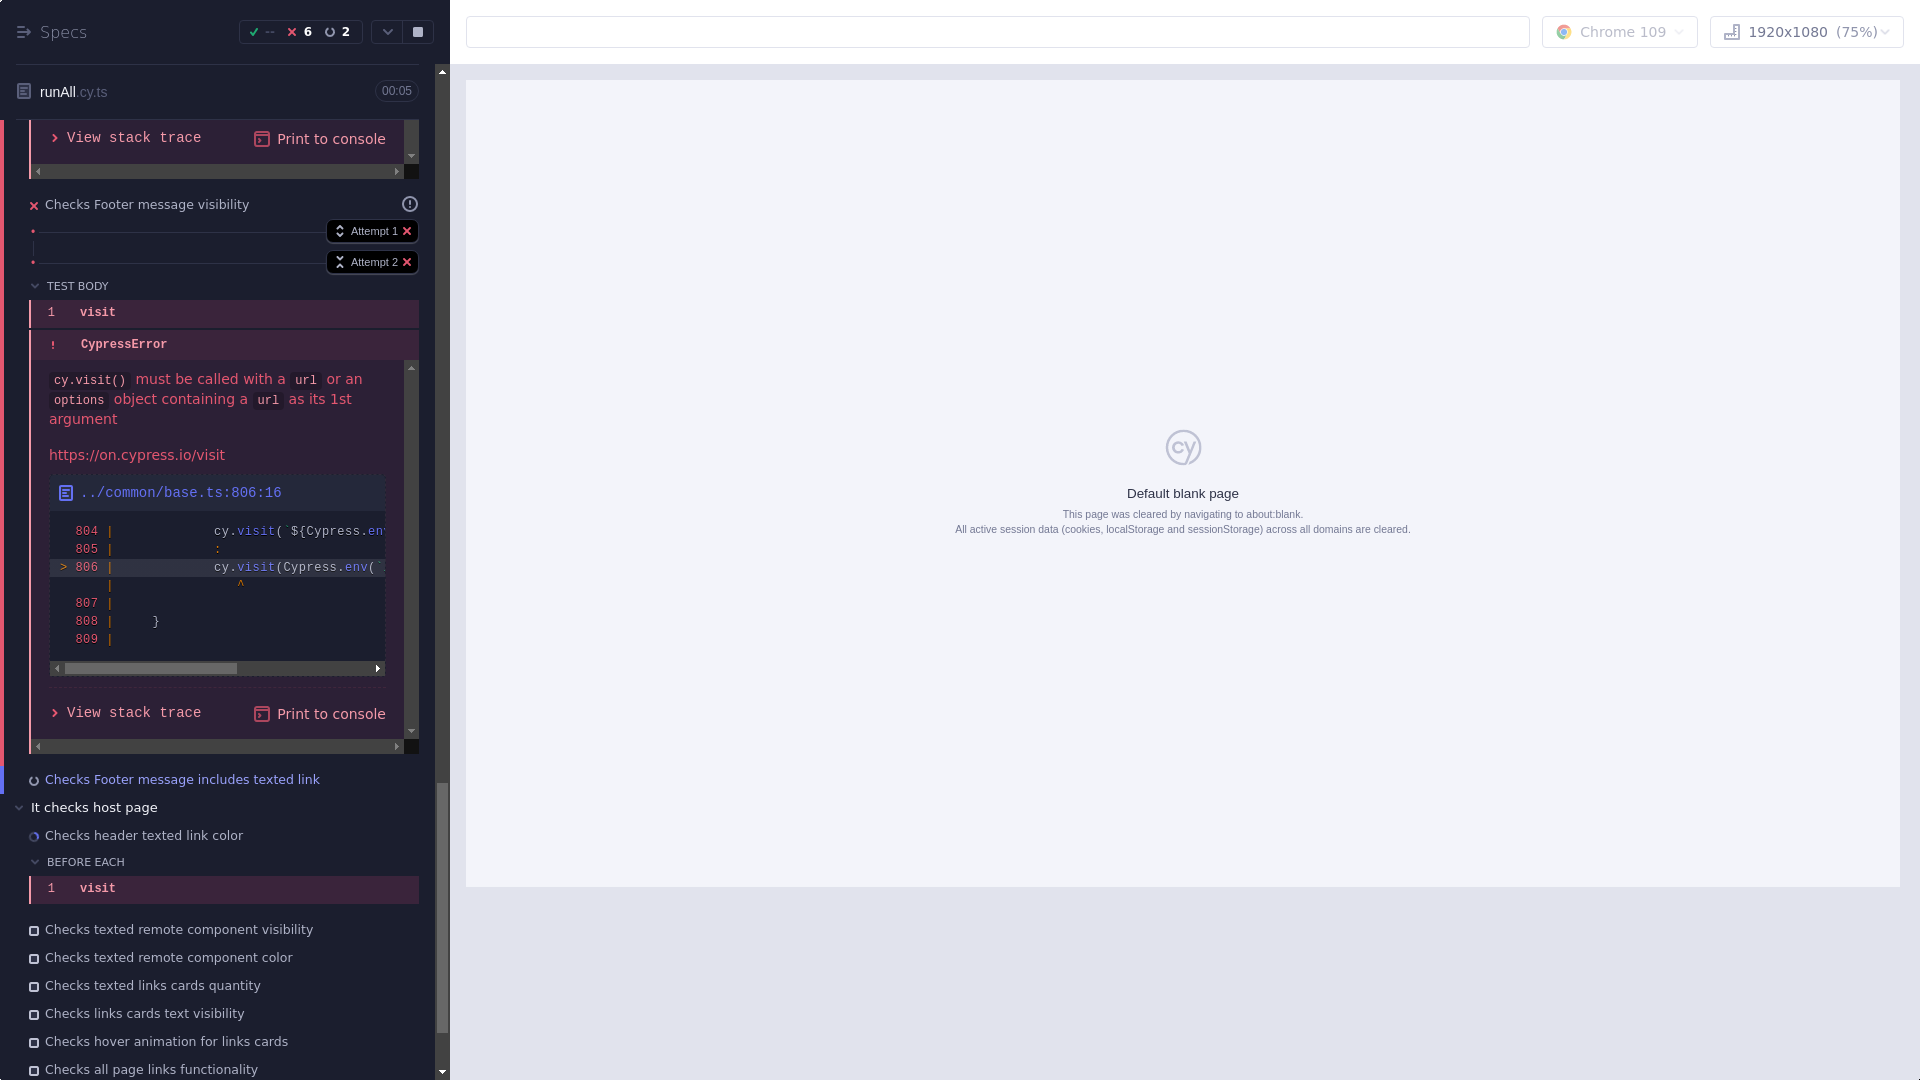 Specs
-- 6 2
Chrome 109
1920x1080 (75%)
runAll.cy.ts
00:05
View stack trace
Print to console
Checks Footer message visibility
Attempt 1
Attempt 2
TEST BODY
1 visit
! CypressError
cy.visit() must be called with a url or an
options object containing a url as its 1st
argument
https://on.cypress.io/visit
../common/base.ts:806:16
804 | cy.visit(`${Cypress.env
805 | :
> 806 | cy.visit(Cypress.env(`
| ^
807 |
808 | }
809 |
View stack trace
Print to console
Checks Footer message includes texted link
It checks host page
Checks header texted link color
BEFORE EACH
1 visit
Checks texted remote component visibility
Checks texted remote component color
Checks texted links cards quantity
Checks links cards text visibility
Checks hover animation for links cards
Checks all page links functionality
cy
Default blank page
This page was cleared by navigating to about:blank.
All active session data (cookies, localStorage and sessionStorage) across all domains are cleared.